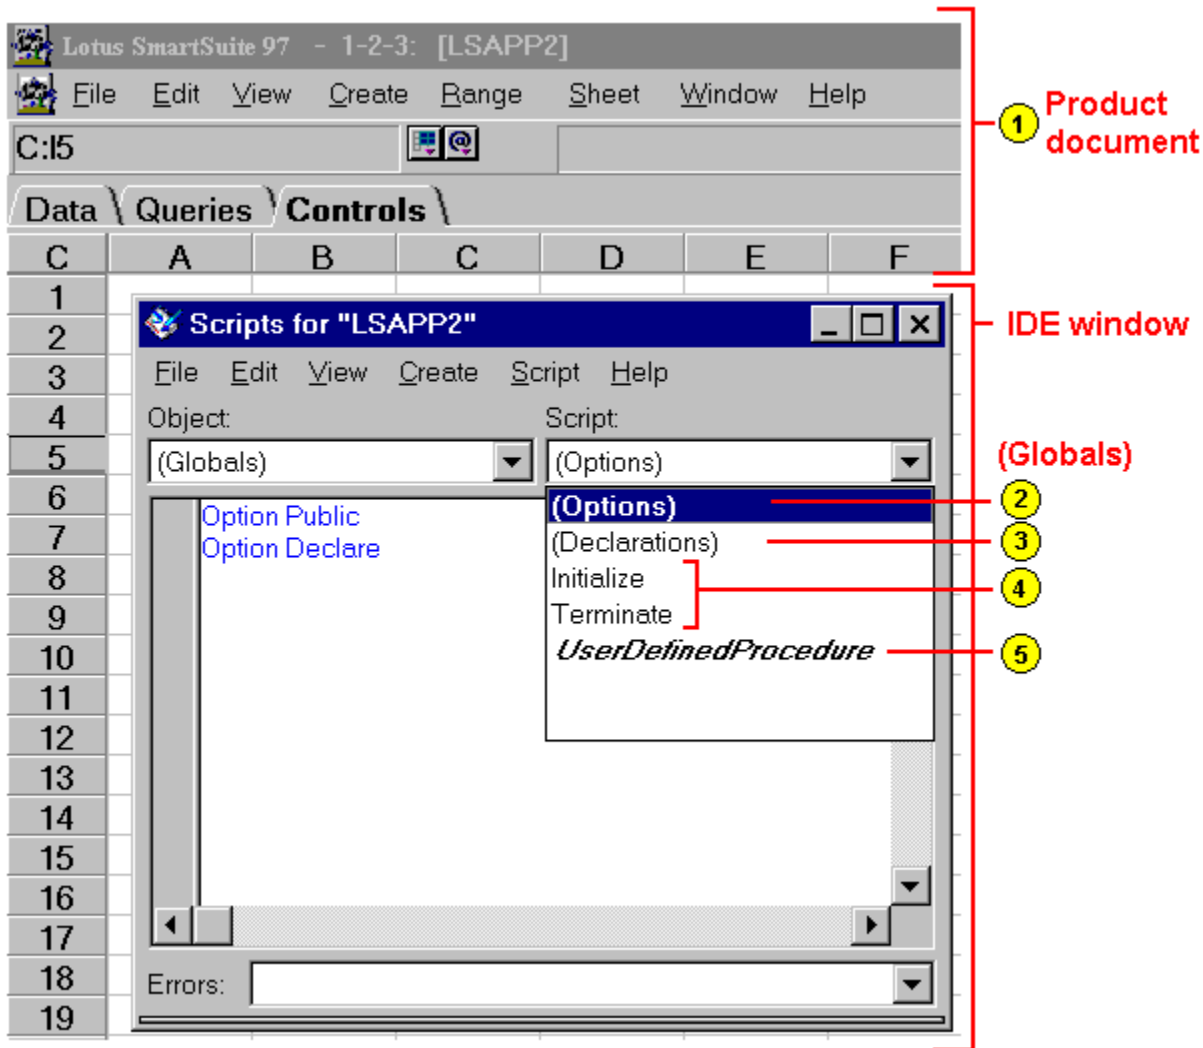 Lotus SmartSuite 97 - 1-2-3: [LSAPP2]
File Edit View Create Range Sheet Window Help
1 Product document
C:I5 @
Data Queries Controls
C A B C D E F
1
Scripts for "LSAPP2"
IDE window
2
3
File Edit View Create Script Help
4
Object: Script:
5
(Globals) (Options)
(Globals)
6
(Options) 2
Option Public
7
(Declarations) 3
Option Declare
8
Initialize
4
9
Terminate
10
UserDefinedProcedure 5
11
12
13
14
15
16
17
18
Errors:
19